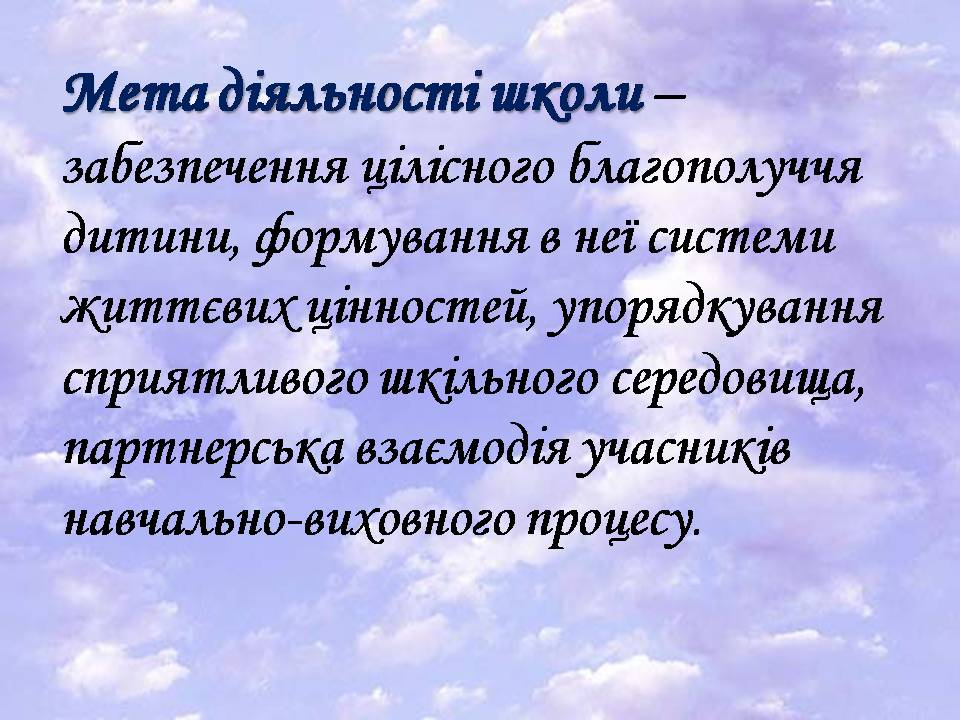 Мета діяльності школи –
забезпечення цілісного благополуччя
дитини, формування в неї системи
життєвих цінностей, упорядкування
сприятливого шкільного середовища,
партнерська взаємодія учасників
навчально-виховного процесу.